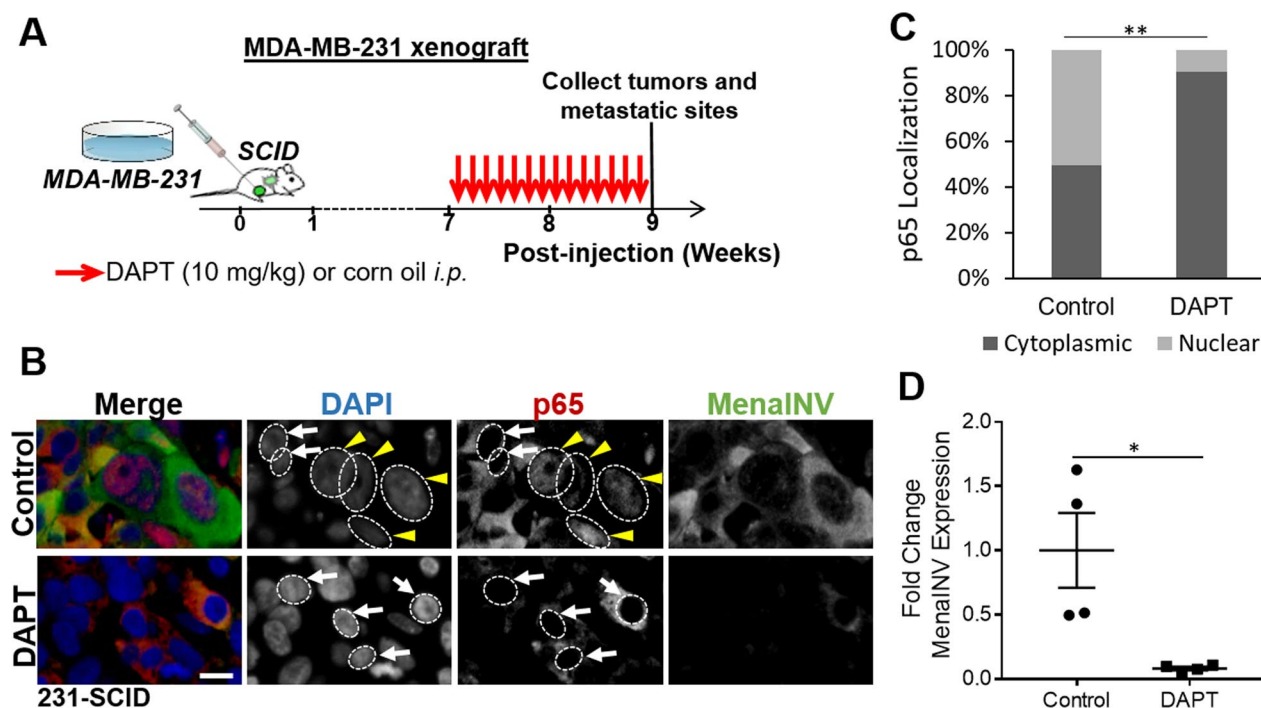 A
MDA-MB-231 xenograft
Collect tumors and
metastatic sites
SCID
MDA-MB-231
0 1 7 8 9
Post-injection (Weeks)
DAPT (10 mg/kg) or corn oil i.p.
B
Merge DAPI p65 MenaINV
Control
DAPT
231-SCID
C
**
100%
80%
60%
40%
20%
0%
p65 Localization
Control DAPT
Cytoplasmic Nuclear
D
2.0
1.5
1.0
0.5
0.0
*
Fold Change
MenaINV Expression
Control DAPT